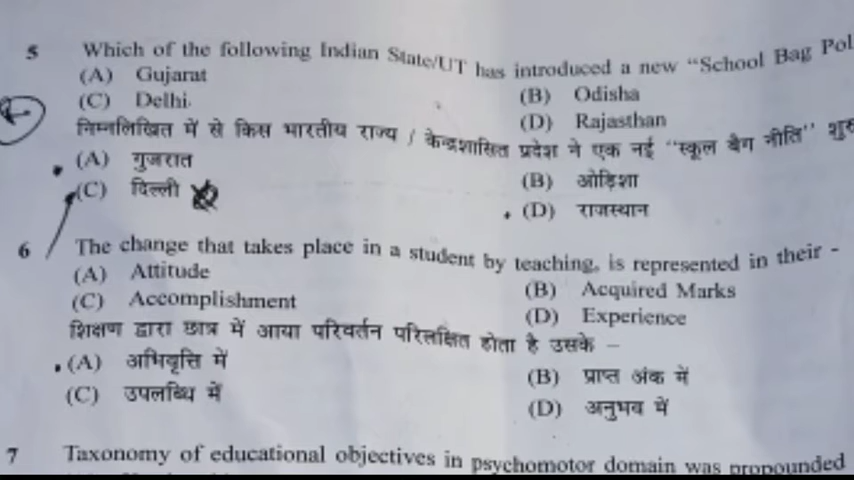 5 Which of the following Indian State/UT has introduced a new "School Bag Pol
(A) Gujarat (B) Odisha
(C) Delhi (D) Rajasthan
निम्नलिखित में से किस भारतीय राज्य / केन्द्रशासित प्रदेश ने एक नई "स्कूल बैग नीति" शुरु
(A) गुजरात (B) ओड़िशा
(C) दिल्ली (D) राजस्थान
6 The change that takes place in a student by teaching, is represented in their -
(A) Attitude (B) Acquired Marks
(C) Accomplishment (D) Experience
शिक्षण द्वारा छात्र में आया परिवर्तन परिलक्षित होता है उसके –
(A) अभिवृत्ति में (B) प्राप्त अंक में
(C) उपलब्धि में (D) अनुभव में
7 Taxonomy of educational objectives in psychomotor domain was propounded